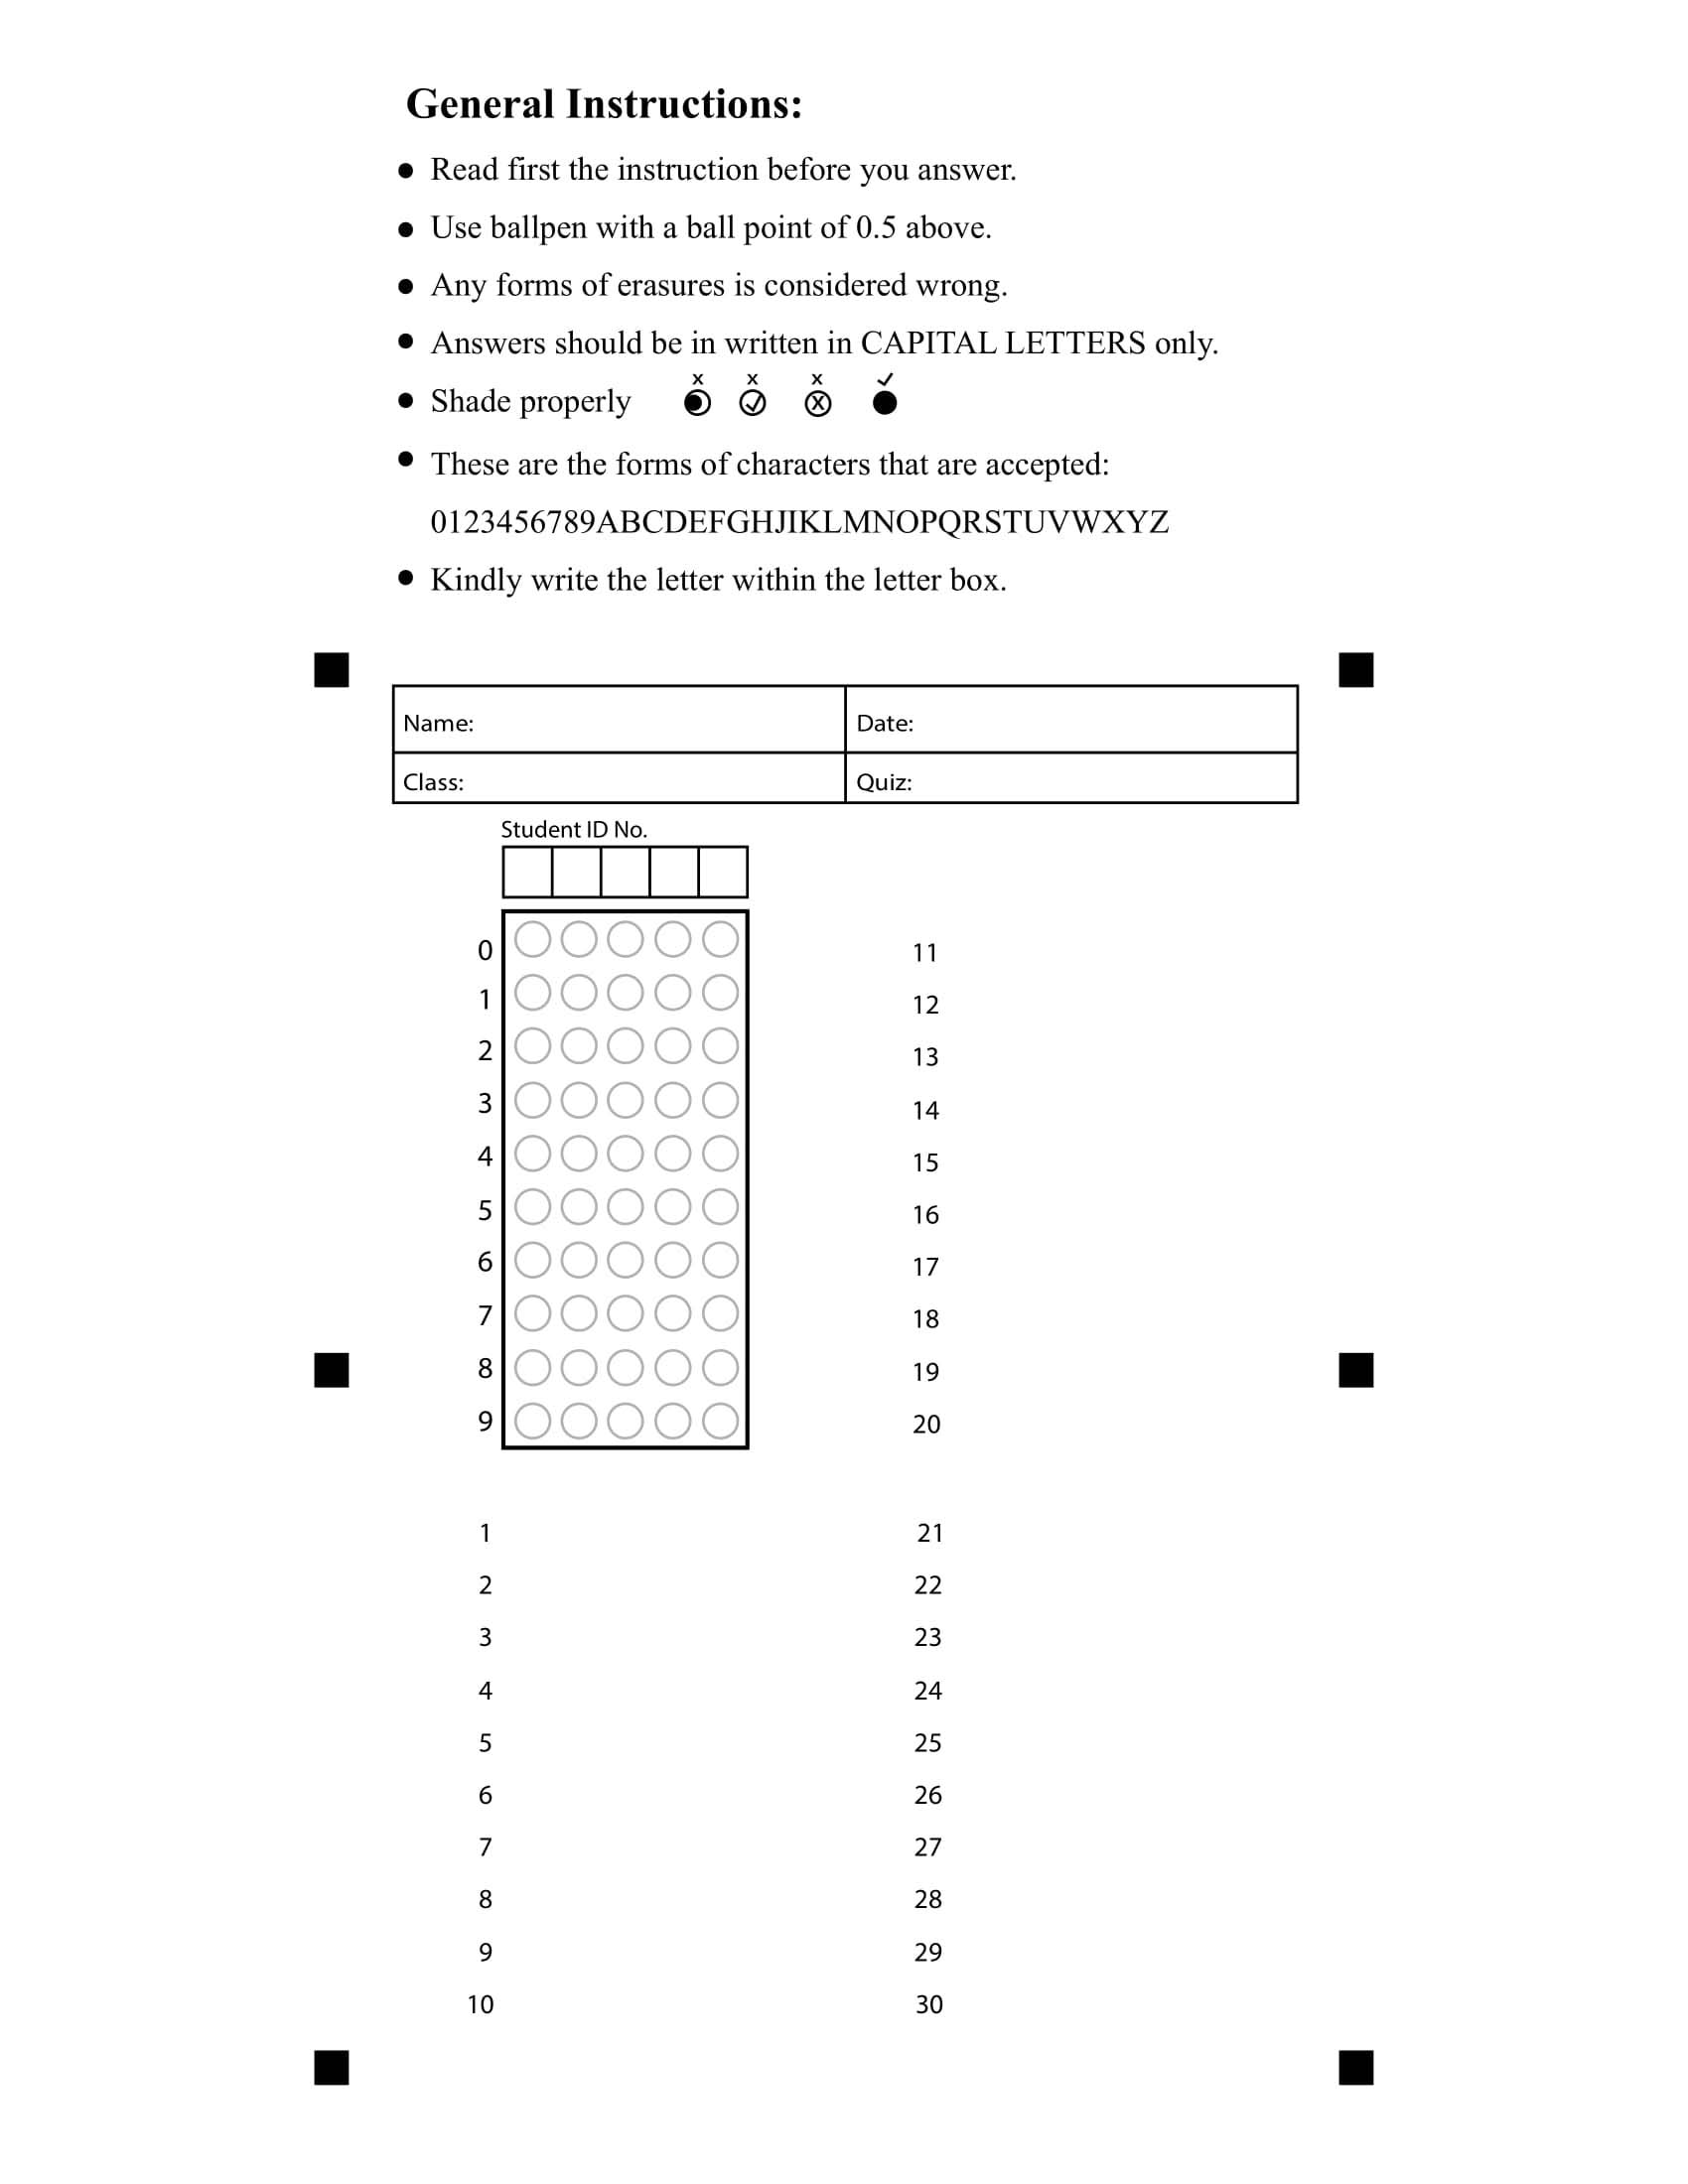 General Instructions:
Read first the instruction before you answer.
Use ballpen with a ball point of 0.5 above.
Any forms of erasures is considered wrong.
Answers should be in written in CAPITAL LETTERS only.
x x x ✓
Shade properly
These are the forms of characters that are accepted:
0123456789ABCDEFGHJIKLMNOPQRSTUVWXYZ
Kindly write the letter within the letter box.
Name: Date:
Class: Quiz:
Student ID No.
0 11
1 12
2 13
3 14
4 15
5 16
6 17
7 18
8 19
9 20
1 21
2 22
3 23
4 24
5 25
6 26
7 27
8 28
9 29
10 30